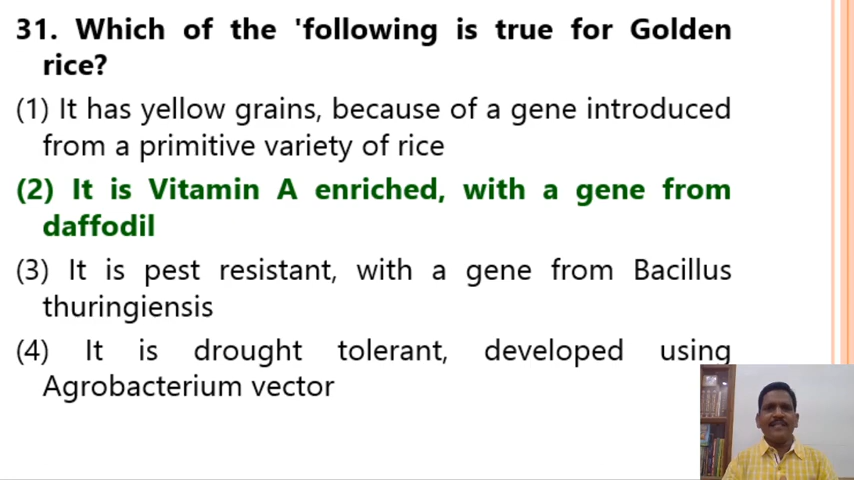 31. Which of the 'following is true for Golden
rice?
(1) It has yellow grains, because of a gene introduced
from a primitive variety of rice
(2) It is Vitamin A enriched, with a gene from
daffodil
(3) It is pest resistant, with a gene from Bacillus
thuringiensis
(4) It is drought tolerant, developed using
Agrobacterium vector